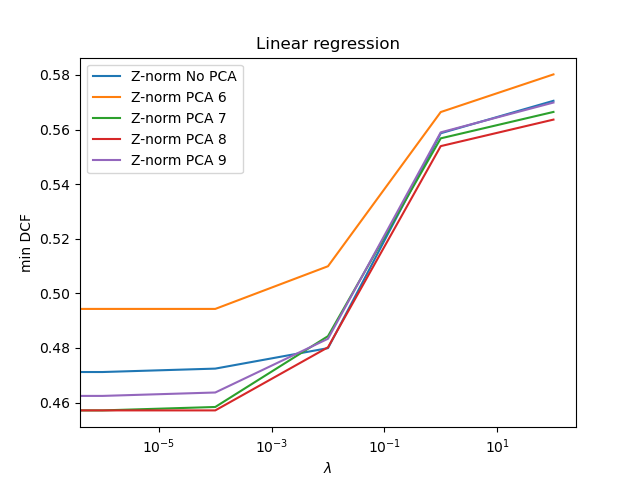 Linear regression
Z-norm No PCA
Z-norm PCA 6
Z-norm PCA 7
Z-norm PCA 8
Z-norm PCA 9
min DCF
0.58
0.56
0.54
0.52
0.50
0.48
0.46
10⁻⁵ 10⁻³ 10⁻¹ 10¹
λ